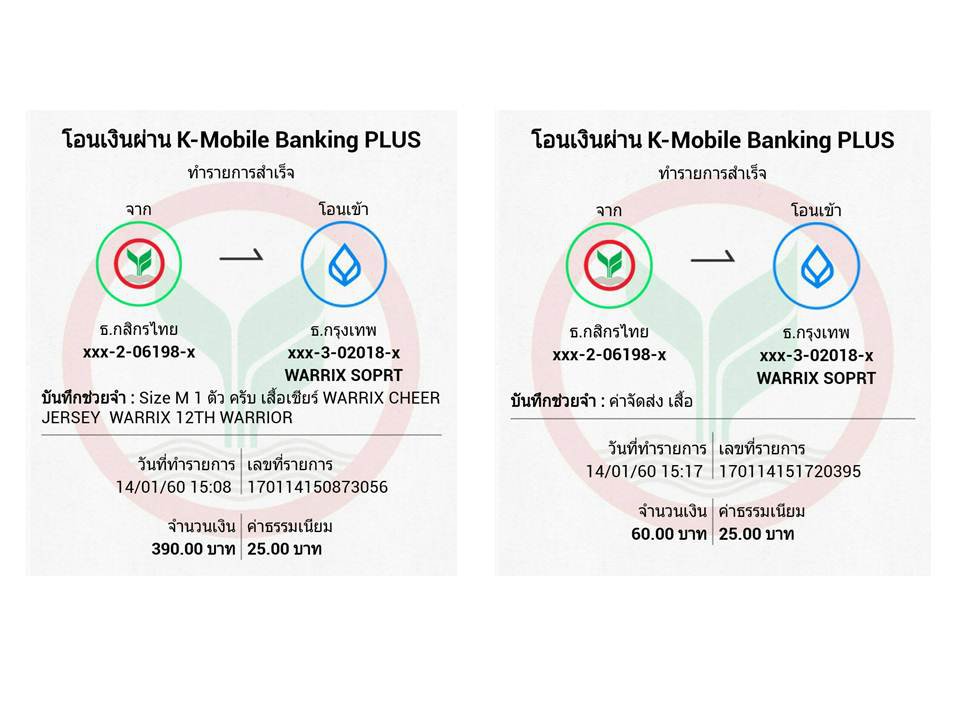 โอนเงินผ่าน K-Mobile Banking PLUS
ทำรายการสำเร็จ
จาก
โอนเข้า
ธ.กสิกรไทย
xxx-2-06198-x
ธ.กรุงเทพ
xxx-3-02018-x
WARRIX SOPRT
บันทึกช่วยจำ : Size M 1 ตัว ครับ เสื้อเชียร์ WARRIX CHEER
JERSEY WARRIX 12TH WARRIOR
วันที่ทำรายการ เลขที่รายการ
14/01/60 15:08 170114150873056
จำนวนเงิน ค่าธรรมเนียม
390.00 บาท 25.00 บาท
โอนเงินผ่าน K-Mobile Banking PLUS
ทำรายการสำเร็จ
จาก
โอนเข้า
ธ.กสิกรไทย
xxx-2-06198-x
ธ.กรุงเทพ
xxx-3-02018-x
WARRIX SOPRT
บันทึกช่วยจำ : ค่าจัดส่ง เสื้อ
วันที่ทำรายการ เลขที่รายการ
14/01/60 15:17 170114151720395
จำนวนเงิน ค่าธรรมเนียม
60.00 บาท 25.00 บาท